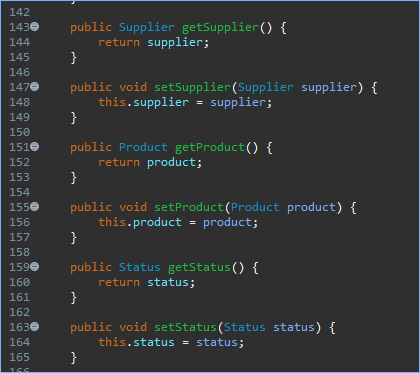 }
142
143 public Supplier getSupplier() {
144 return supplier;
145 }
146
147 public void setSupplier(Supplier supplier) {
148 this.supplier = supplier;
149 }
150
151 public Product getProduct() {
152 return product;
153 }
154
155 public void setProduct(Product product) {
156 this.product = product;
157 }
158
159 public Status getStatus() {
160 return status;
161 }
162
163 public void setStatus(Status status) {
164 this.status = status;
165 }
166